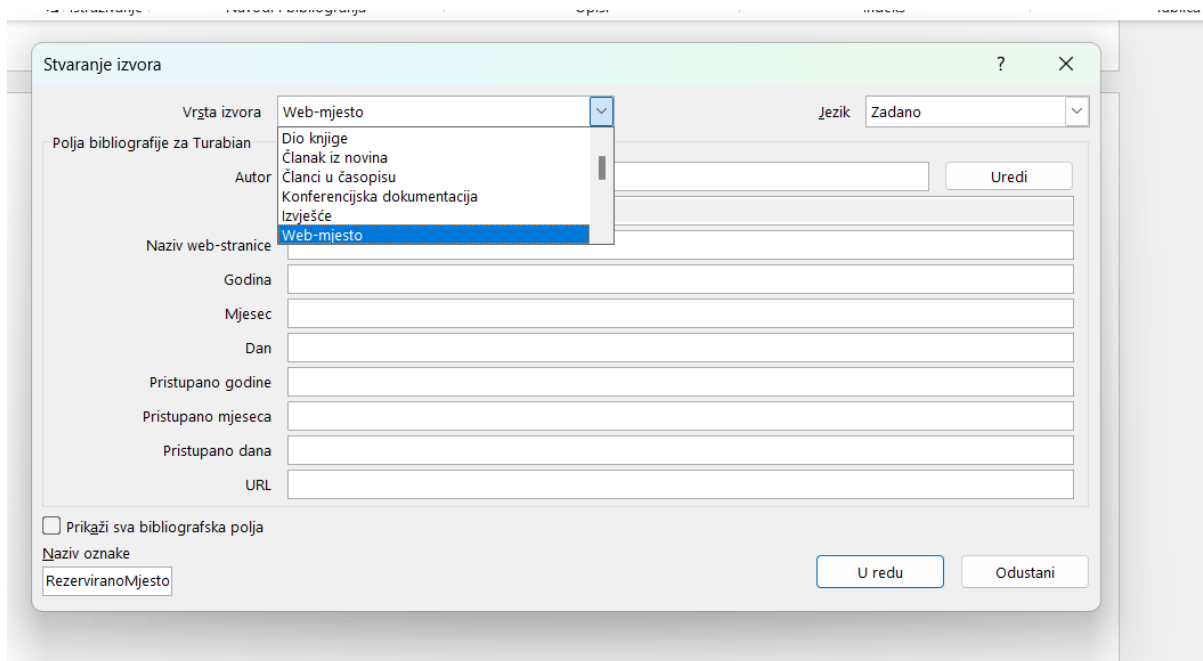 Stvaranje izvora ? ×
Vrsta izvora Web-mjesto Jezik Zadano
Dio knjige
Polja bibliografije za Turabian
Članak iz novina
Autor Članci u časopisu Uredi
Konferencijska dokumentacija
Izvješće
Web-mjesto
Naziv web-stranice
Godina
Mjesec
Dan
Pristupano godine
Pristupano mjeseca
Pristupano dana
URL
Prikaži sva bibliografska polja
Naziv oznake
RezerviranoMjesto
U redu Odustani